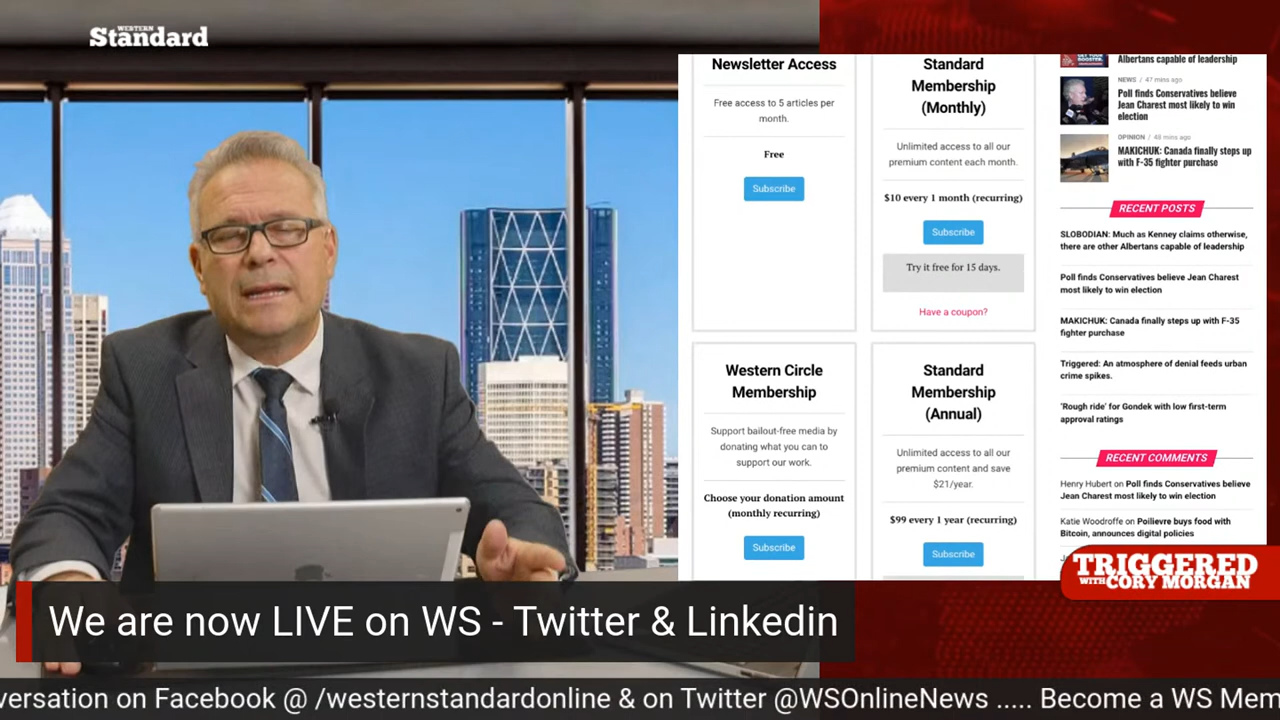 WESTERN
Standard
Newsletter Access
Free access to 5 articles per
month.
Free
Subscribe
Standard
Membership
(Monthly)
Unlimited access to all our
premium content each month.
$10 every 1 month (recurring)
Subscribe
Try it free for 15 days.
Have a coupon?
Western Circle
Membership
Support bailout-free media by
donating what you can to
support our work.
Choose your donation amount
(monthly recurring)
Subscribe
Standard
Membership
(Annual)
Unlimited access to all our
premium content and save
$21/year.
$99 every 1 year (recurring)
Subscribe
Albertans capable of leadership
NEWS / 47 mins ago
Poll finds Conservatives believe
Jean Charest most likely to win
election
OPINION / 48 mins ago
MAKICHUK: Canada finally steps up
with F-35 fighter purchase
RECENT POSTS
SLOBODIAN: Much as Kenney claims otherwise,
there are other Albertans capable of leadership
Poll finds Conservatives believe Jean Charest
most likely to win election
MAKICHUK: Canada finally steps up with F-35
fighter purchase
Triggered: An atmosphere of denial feeds urban
crime spikes.
'Rough ride' for Gondek with low first-term
approval ratings
RECENT COMMENTS
Henry Hubert on Poll finds Conservatives believe
Jean Charest most likely to win election
Katie Woodroffe on Poilievre buys food with
Bitcoin, announces digital policies
TRIGGERED
WITH CORY MORGAN
We are now LIVE on WS - Twitter & Linkedin
versation on Facebook @ /westernstandardonline & on Twitter @WSOnlineNews ..... Become a WS Mem